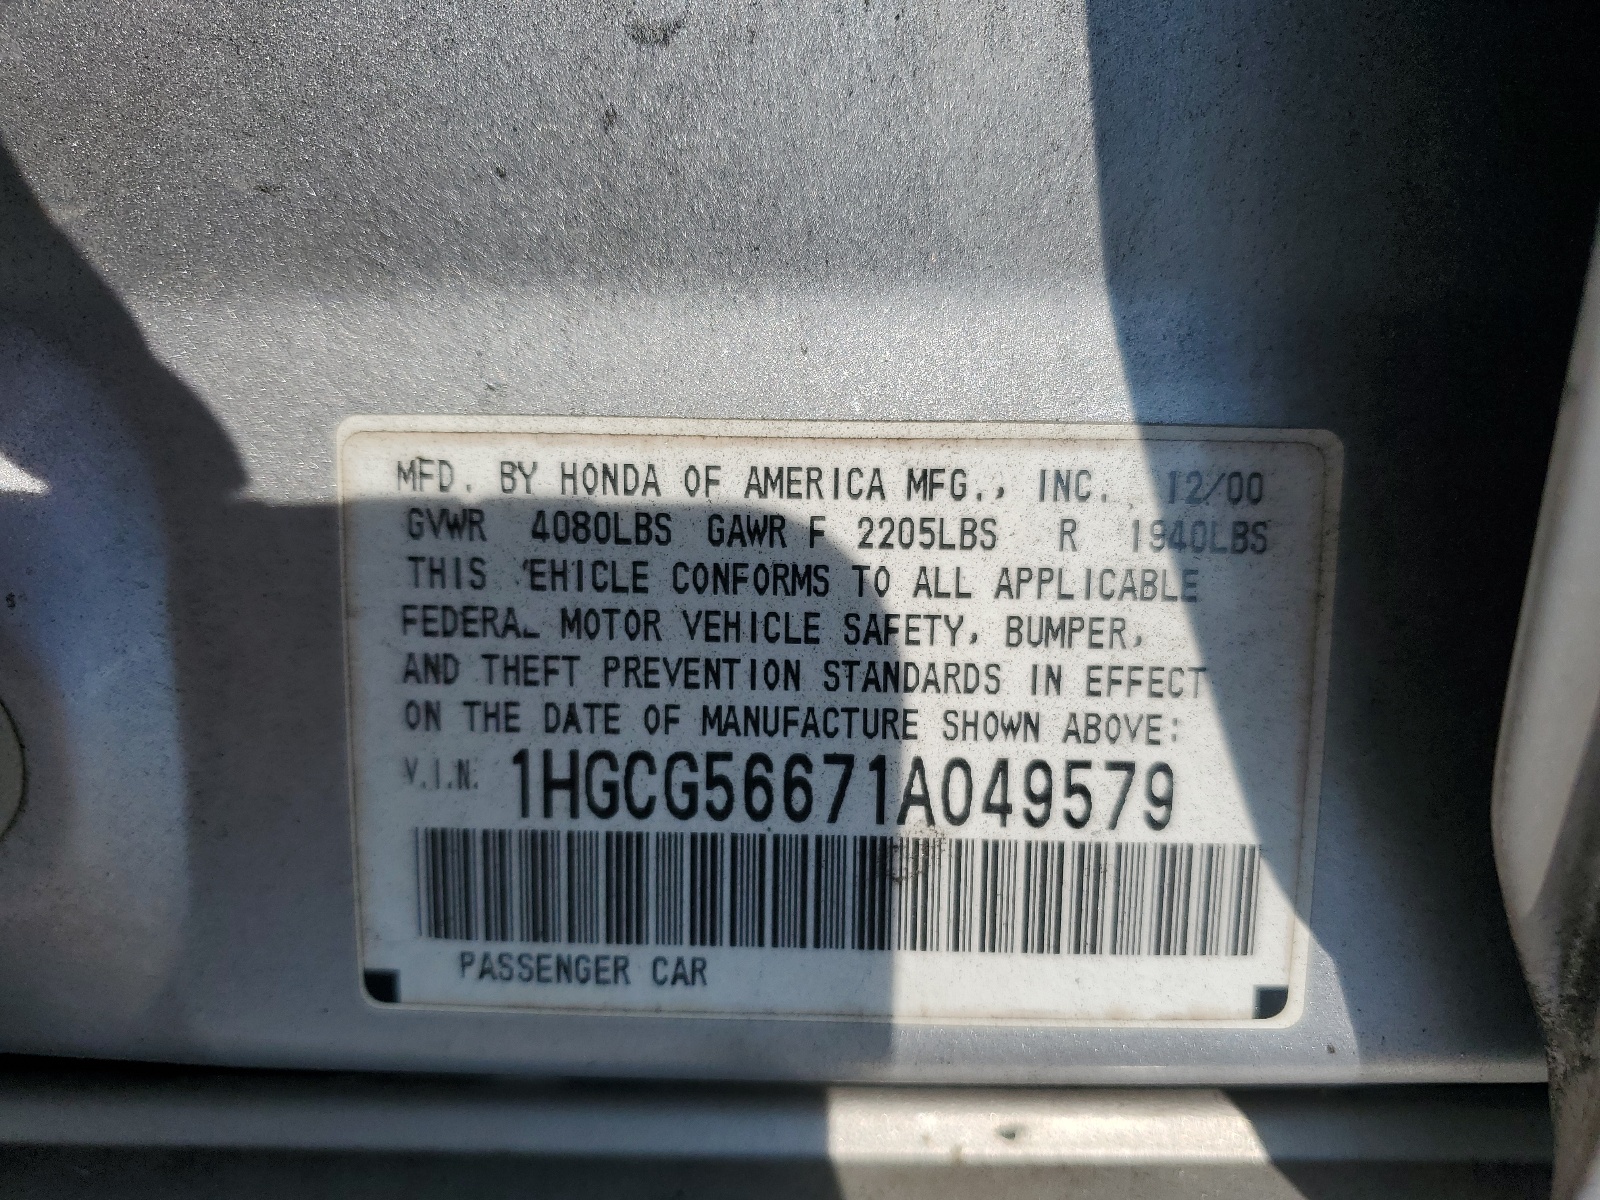 MFD. BY HONDA OF AMERICA MFG., INC. 12/00
GVWR 4080LBS GAWR F 2205LBS R 1940LBS
THIS VEHICLE CONFORMS TO ALL APPLICABLE
FEDERAL MOTOR VEHICLE SAFETY, BUMPER,
AND THEFT PREVENTION STANDARDS IN EFFECT
ON THE DATE OF MANUFACTURE SHOWN ABOVE:
V.I.N: 1HGCG56671A049579
PASSENGER CAR